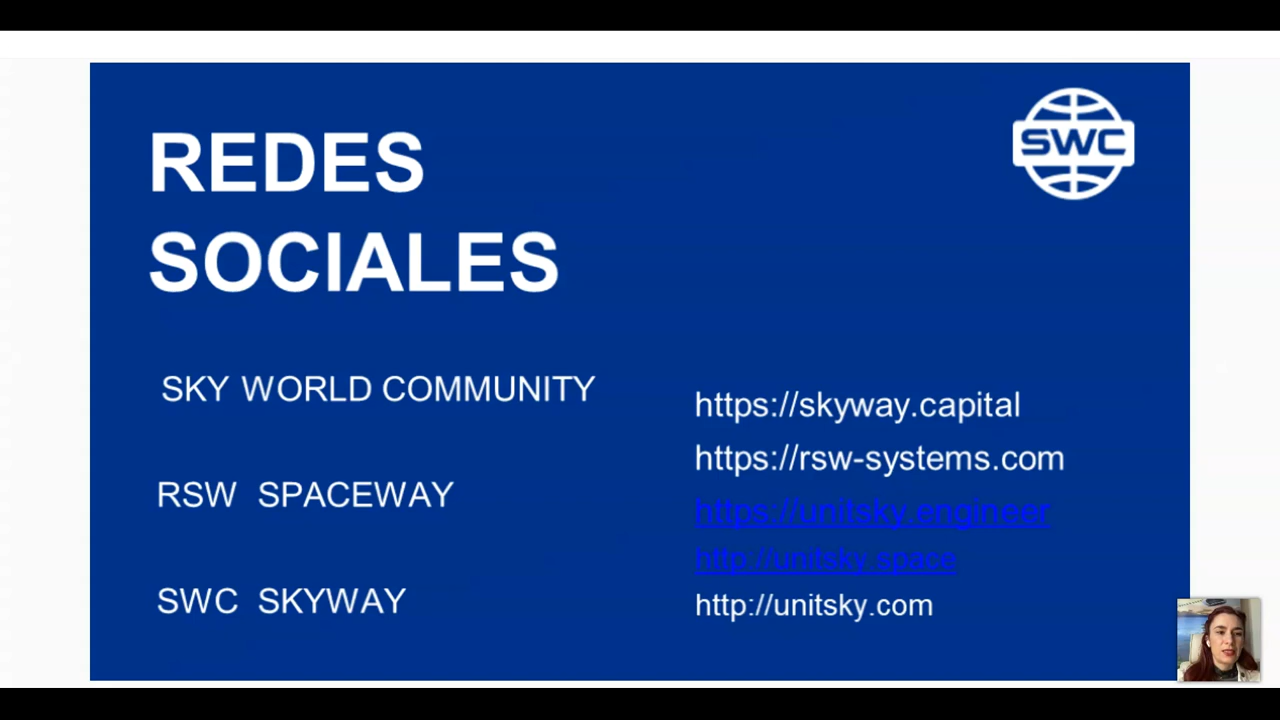 SWC
REDES
SOCIALES
SKY WORLD COMMUNITY
RSW SPACEWAY
SWC SKYWAY
https://skyway.capital
https://rsw-systems.com
https://unitsky.engineer
http://unitsky.space
http://unitsky.com